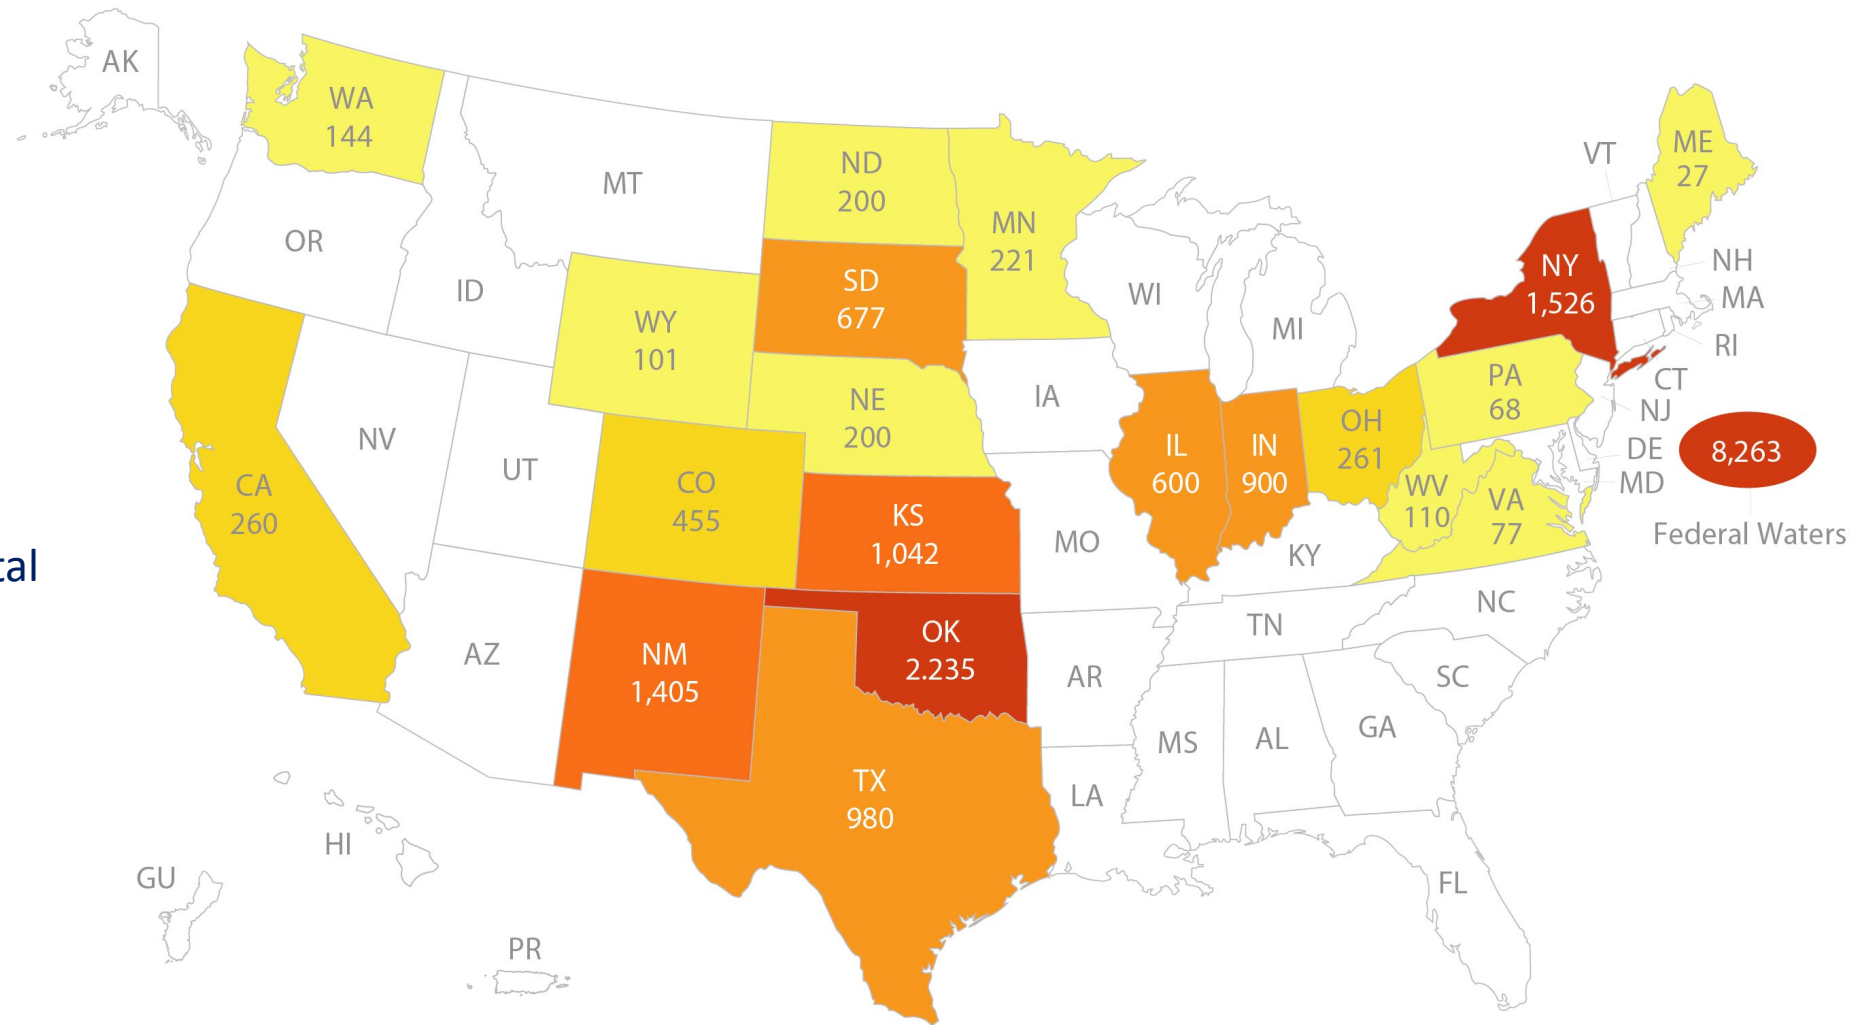 AK
WA
144
MT
ND
200
MN
221
VT
ME
27
OR
ID
SD
677
WI
MI
NY
1,526
NH
MA
RI
CT
NJ
WY
101
IA
NE
200
PA
68
NV
UT
CA
260
CO
455
KS
1,042
MO
IL
600
IN
900
OH
261
WV
110
VA
77
DE
MD
8,263
Federal Waters
KY
tal
AZ
NM
1,405
OK
2.235
AR
TN
NC
SC
MS
AL
GA
TX
980
LA
FL
HI
GU
PR